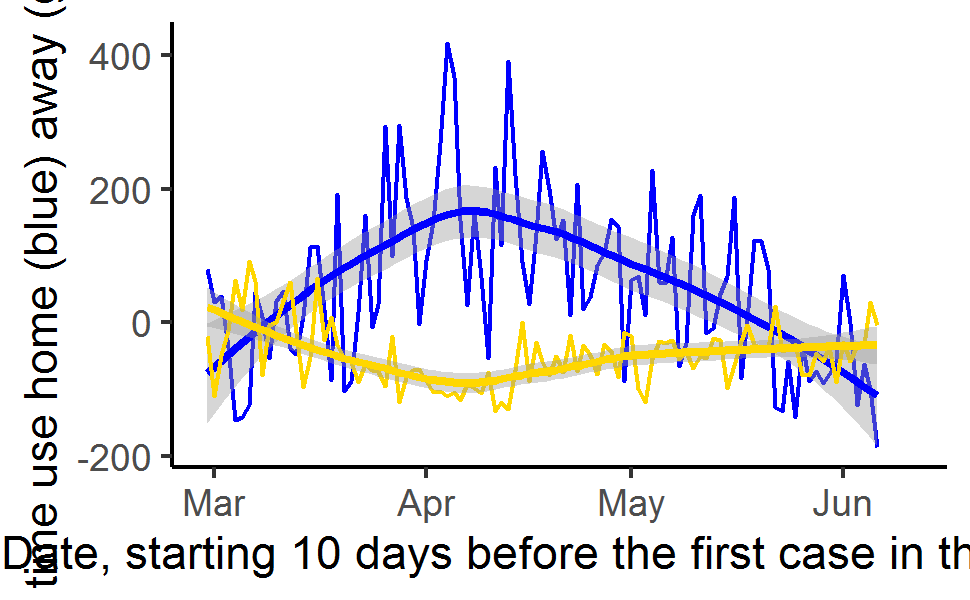 time use home (blue) away (
400
200
0
-200
Mar Apr May Jun
Date, starting 10 days before the first case in th